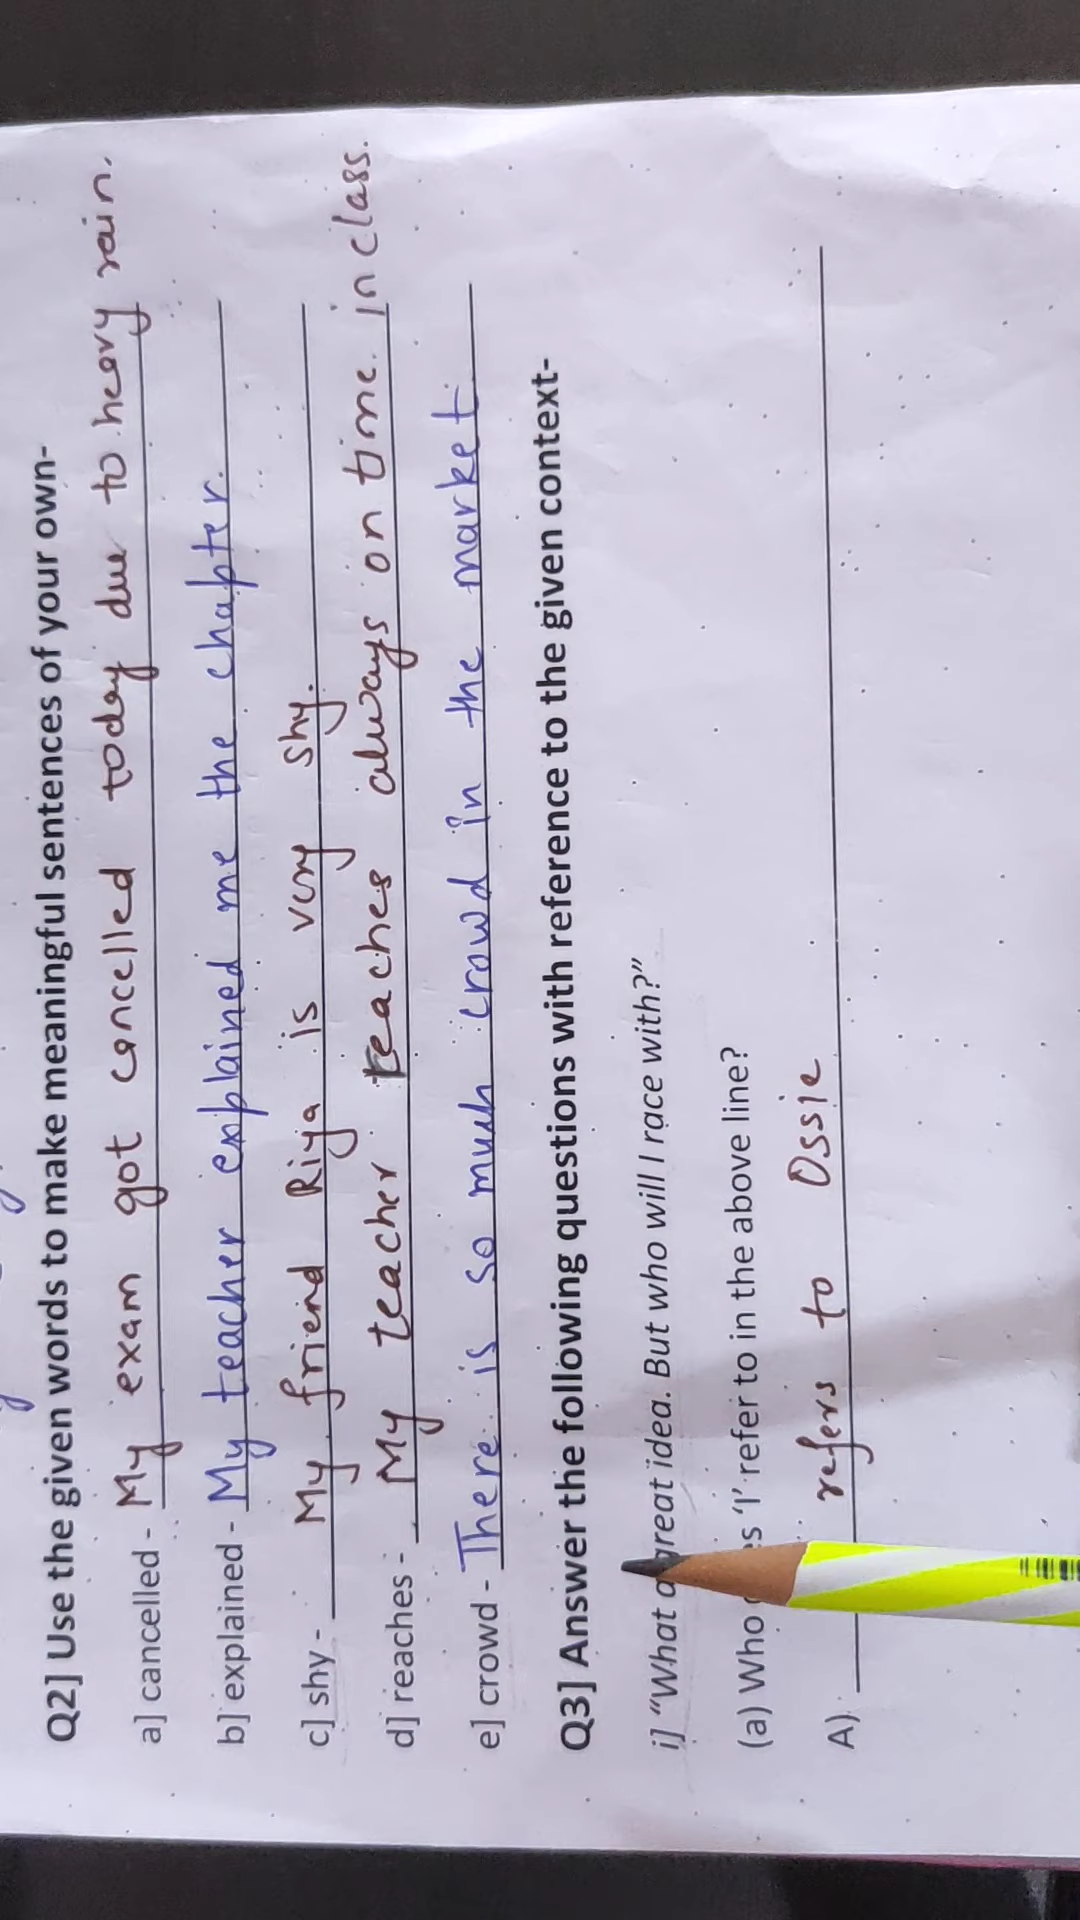 Q2] Use the given words to make meaningful sentences of your own-
a] cancelled - My exam got cancelled today due to heavy rain.
b] explained - My teacher explained me the chapter.
c] shy - My friend Riya is very shy.
d] reaches - My teacher reaches always on time in class.
e] crowd - There is so much crowd in the market
Q3] Answer the following questions with reference to the given context-
i] “What a great idea. But who will I race with?”
(a) Who 's ‘I’ refer to in the above line?
A) refers to Ossie